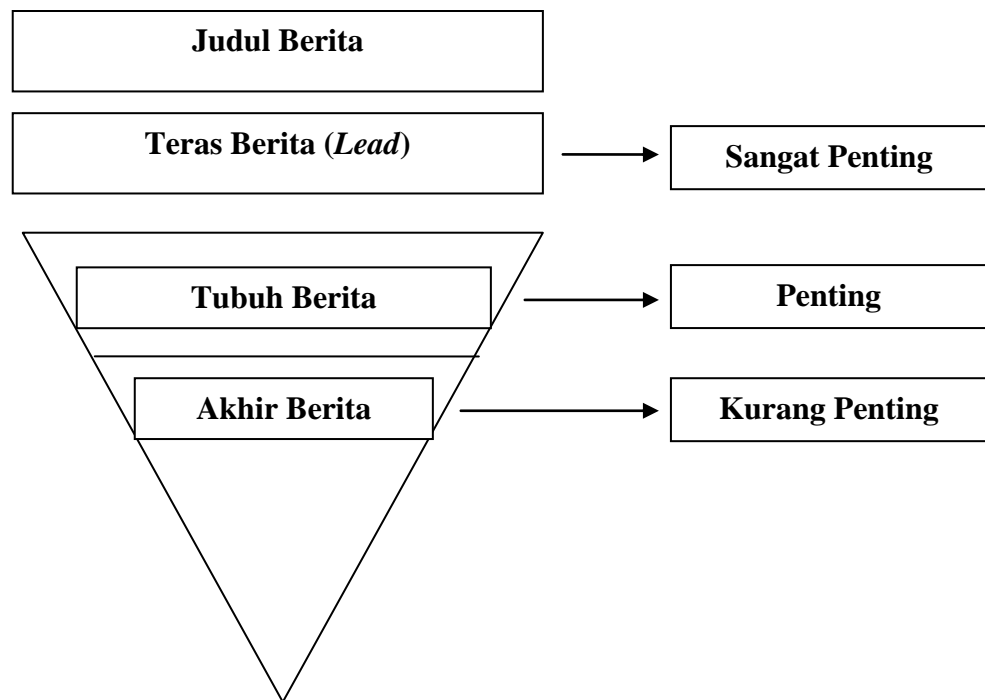 Judul Berita
Teras Berita (Lead)
Sangat Penting
Tubuh Berita
Penting
Akhir Berita
Kurang Penting